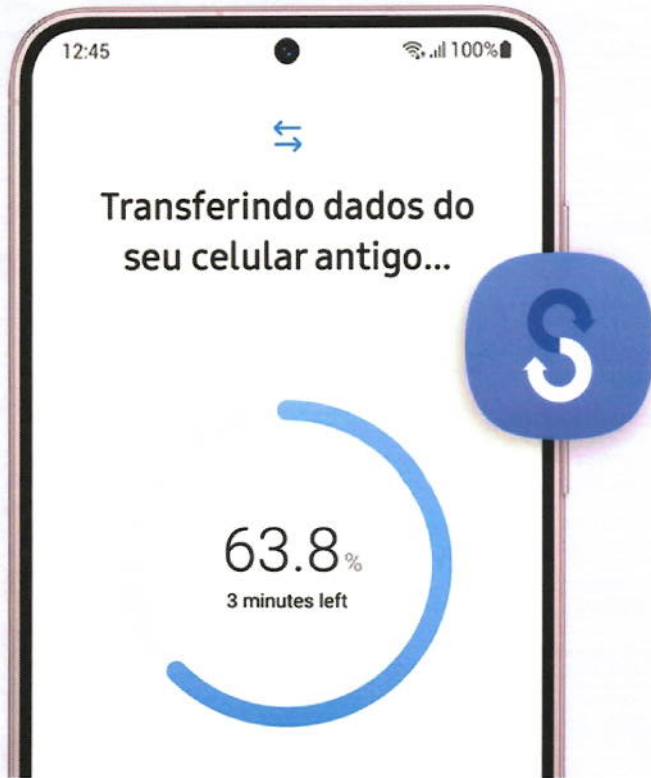 12:45 100%
Transferindo dados do
seu celular antigo...
63.8%
3 minutes left